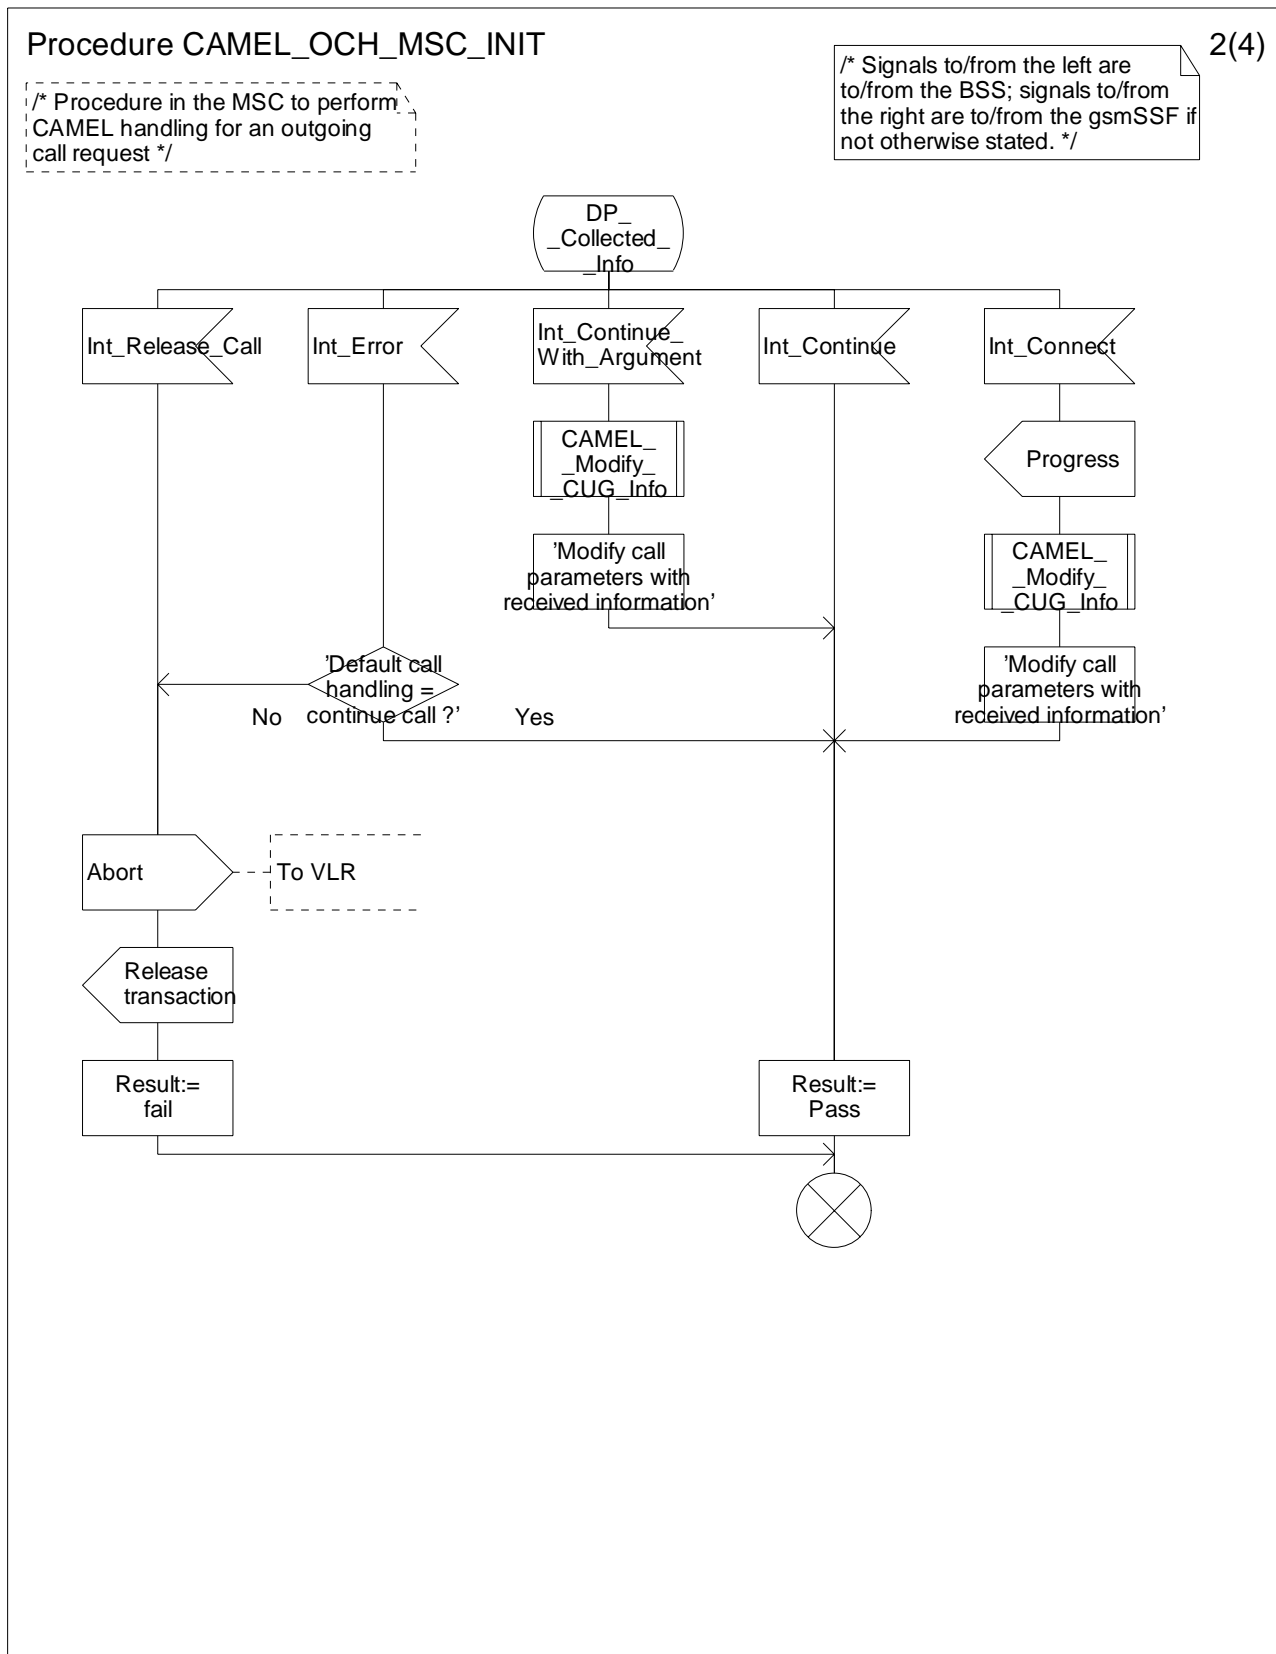 Procedure CAMEL_OCH_MSC_INIT
2(4)
/* Procedure in the MSC to perform
CAMEL handling for an outgoing
call request */
/* Signals to/from the left are
to/from the BSS; signals to/from
the right are to/from the gsmSSF if
not otherwise stated. */
DP_
_Collected_
_Info
Int_Release_Call
Int_Error
Int_Continue_
With_Argument
Int_Continue
Int_Connect
CAMEL_
_Modify_
_CUG_Info
Progress
'Modify call
parameters with
received information'
CAMEL_
_Modify_
_CUG_Info
'Default call
handling =
continue call ?'
No
Yes
'Modify call
parameters with
received information'
Abort
To VLR
Release
transaction
Result:=
fail
Result:=
Pass